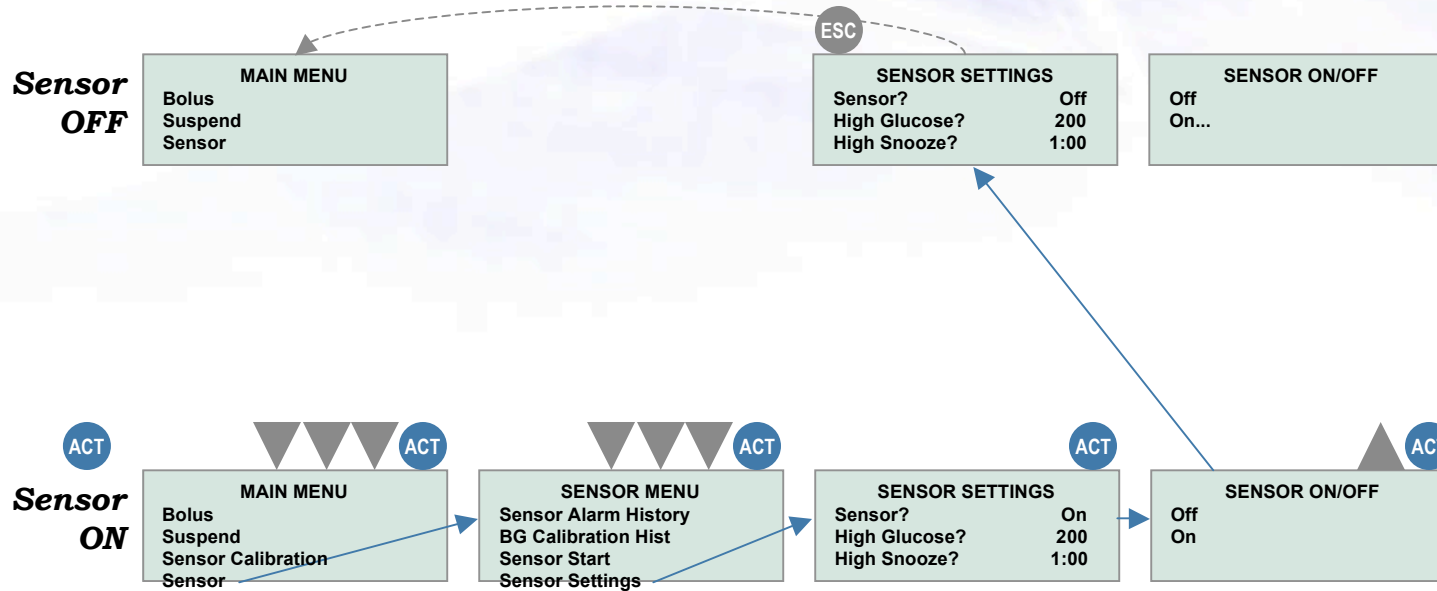 ESC
Sensor
OFF
MAIN MENU
Bolus
Suspend
Sensor
SENSOR SETTINGS
Sensor? Off
High Glucose? 200
High Snooze? 1:00
SENSOR ON/OFF
Off
On...
ACT
ACT
ACT
ACT
AC
Sensor
ON
MAIN MENU
Bolus
Suspend
Sensor Calibration
Sensor
SENSOR MENU
Sensor Alarm History
BG Calibration Hist
Sensor Start
Sensor Settings
SENSOR SETTINGS
Sensor? On
High Glucose? 200
High Snooze? 1:00
SENSOR ON/OFF
Off
On